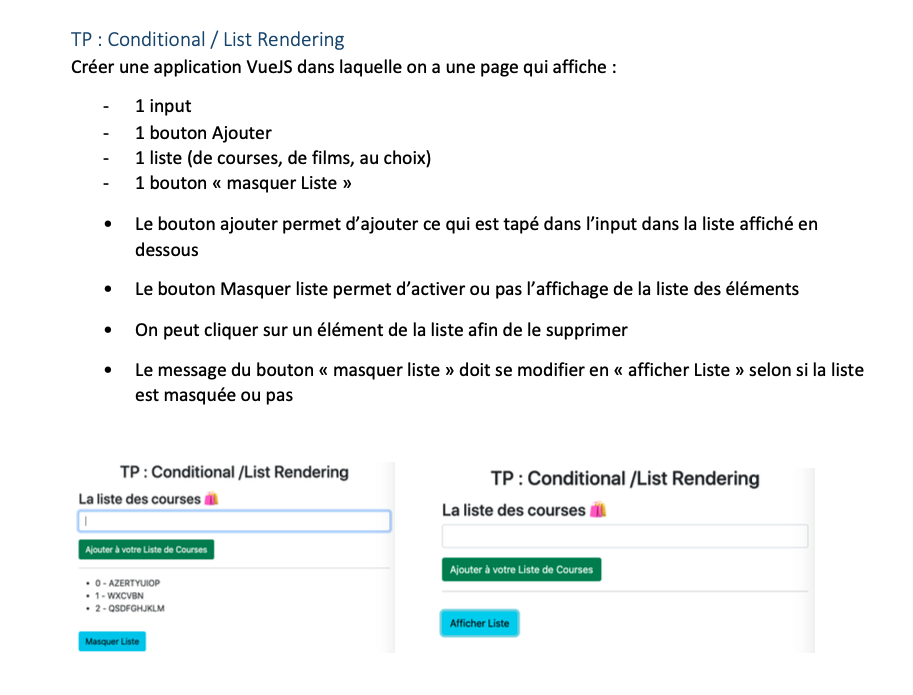 TP : Conditional / List Rendering
Créer une application VueJS dans laquelle on a une page qui affiche :
- 1 input
- 1 bouton Ajouter
- 1 liste (de courses, de films, au choix)
- 1 bouton « masquer Liste »
• Le bouton ajouter permet d’ajouter ce qui est tapé dans l’input dans la liste affiché en
dessous
• Le bouton Masquer liste permet d’activer ou pas l’affichage de la liste des éléments
• On peut cliquer sur un élément de la liste afin de le supprimer
• Le message du bouton « masquer liste » doit se modifier en « afficher Liste » selon si la liste
est masquée ou pas
TP : Conditional /List Rendering
La liste des courses 🛍️
Ajouter à votre Liste de Courses
• 0 - AZERTYUIOP
• 1 - WXCVBN
• 2 - QSDFGHJKLM
Masquer Liste
TP : Conditional /List Rendering
La liste des courses 🛍️
Ajouter à votre Liste de Courses
Afficher Liste